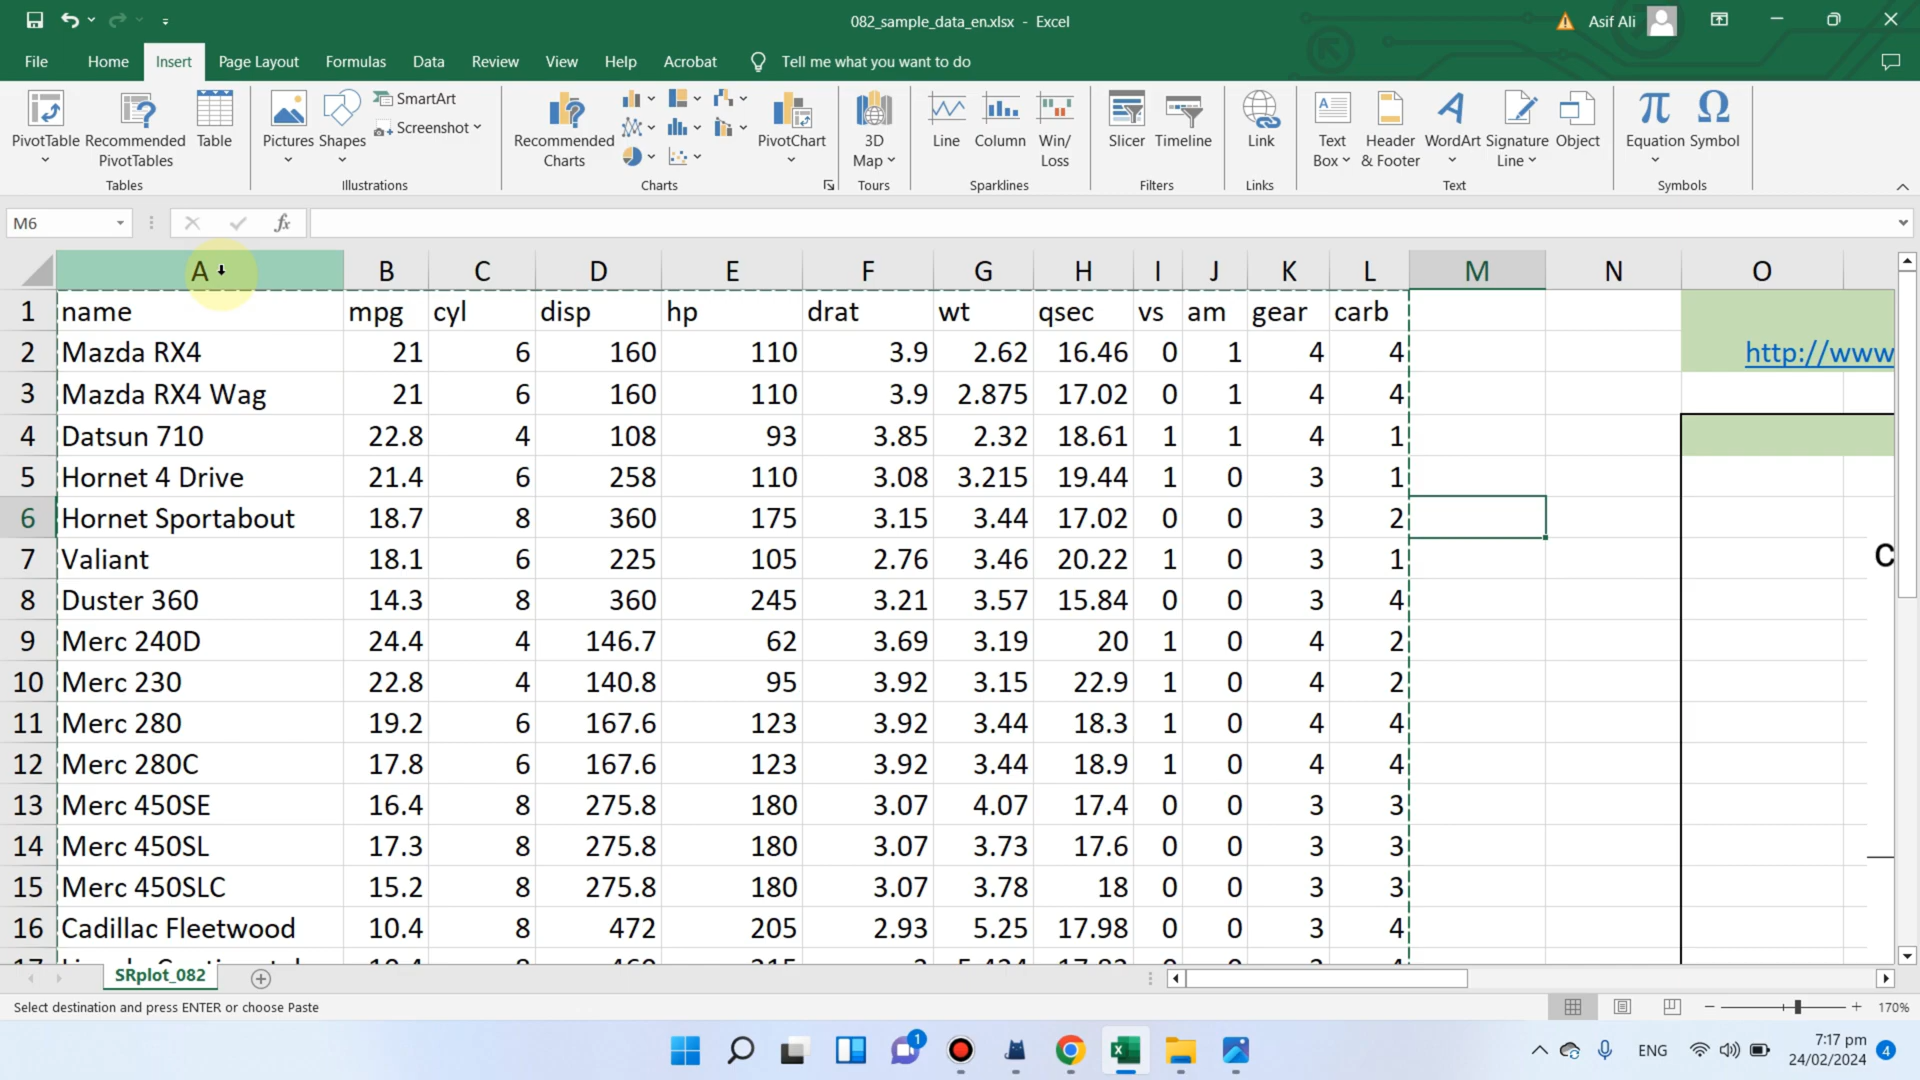 082_sample_data_en.xlsx - Excel
Asif Ali
File Home Insert Page Layout Formulas Data Review View Help Acrobat Tell me what you want to do
PivotTable Recommended PivotTables Table
Tables
Pictures Shapes SmartArt Screenshot
Illustrations
Recommended Charts PivotChart
Charts
3D Map
Tours
Line Column Win/Loss
Sparklines
Slicer Timeline
Filters
Link
Links
Text Box Header & Footer WordArt Signature Line Object
Text
Equation Symbol
Symbols
M6 fx
A B C D E F G H I J K L M N O
1 name mpg cyl disp hp drat wt qsec vs am gear carb
2 Mazda RX4 21 6 160 110 3.9 2.62 16.46 0 1 4 4 http://www
3 Mazda RX4 Wag 21 6 160 110 3.9 2.875 17.02 0 1 4 4
4 Datsun 710 22.8 4 108 93 3.85 2.32 18.61 1 1 4 1
5 Hornet 4 Drive 21.4 6 258 110 3.08 3.215 19.44 1 0 3 1
6 Hornet Sportabout 18.7 8 360 175 3.15 3.44 17.02 0 0 3 2
7 Valiant 18.1 6 225 105 2.76 3.46 20.22 1 0 3 1
8 Duster 360 14.3 8 360 245 3.21 3.57 15.84 0 0 3 4
9 Merc 240D 24.4 4 146.7 62 3.69 3.19 20 1 0 4 2
10 Merc 230 22.8 4 140.8 95 3.92 3.15 22.9 1 0 4 2
11 Merc 280 19.2 6 167.6 123 3.92 3.44 18.3 1 0 4 4
12 Merc 280C 17.8 6 167.6 123 3.92 3.44 18.9 1 0 4 4
13 Merc 450SE 16.4 8 275.8 180 3.07 4.07 17.4 0 0 3 3
14 Merc 450SL 17.3 8 275.8 180 3.07 3.73 17.6 0 0 3 3
15 Merc 450SLC 15.2 8 275.8 180 3.07 3.78 18 0 0 3 3
16 Cadillac Fleetwood 10.4 8 472 205 2.93 5.25 17.98 0 0 3 4
SRplot_082
Select destination and press ENTER or choose Paste
170%
1
ENG
7:17 pm
24/02/2024
4